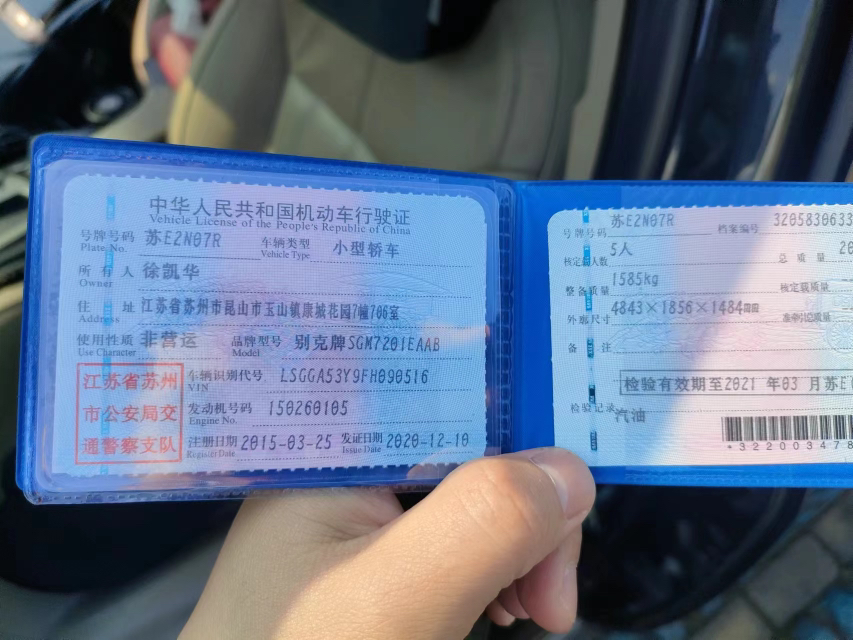 中华人民共和国机动车行驶证
Vehicle License of the People's Republic of China
号牌号码 苏E2N07R 车辆类型 小型轿车
Plate No. Vehicle Type
所有人 徐凯华
Owner
住址 江苏省苏州市昆山市玉山镇康城花园7幢706室
Address
使用性质 非营运 品牌型号 别克牌SGM7201EAAB
Use Character Model
江苏省苏州
市公安局交
通警察支队
车辆识别代号 LSGGA53Y9FH090516
VIN
发动机号码 150260105
Engine No.
注册日期 2015-03-25 发证日期 2020-12-10
Register Date Issue Date
号牌号码 苏E2N07R 档案编号 3205830633
核定载人数 5人 总质量 20
整备质量 1585kg 核定载质量
外廓尺寸 4843×1856×1484mm 准牵引总质量
备注
检验有效期至2021年03月苏E(
检验记录 汽油
*322003478